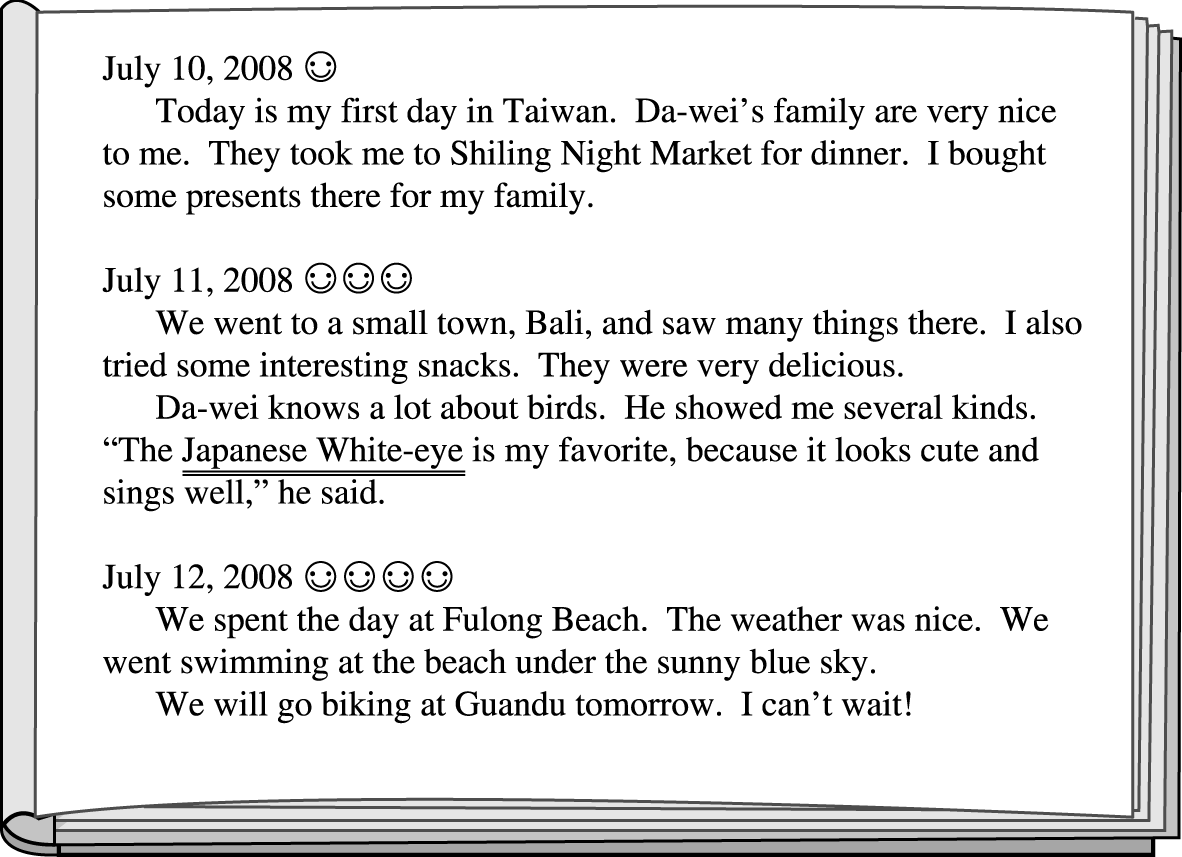 July 10, 2008 ☺
Today is my first day in Taiwan. Da-wei's family are very nice
to me. They took me to Shiling Night Market for dinner. I bought
some presents there for my family.
July 11, 2008 ☺☺☺
We went to a small town, Bali, and saw many things there. I also
tried some interesting snacks. They were very delicious.
Da-wei knows a lot about birds. He showed me several kinds.
“The Japanese White-eye is my favorite, because it looks cute and
sings well,” he said.
July 12, 2008 ☺☺☺☺
We spent the day at Fulong Beach. The weather was nice. We
went swimming at the beach under the sunny blue sky.
We will go biking at Guandu tomorrow. I can't wait!